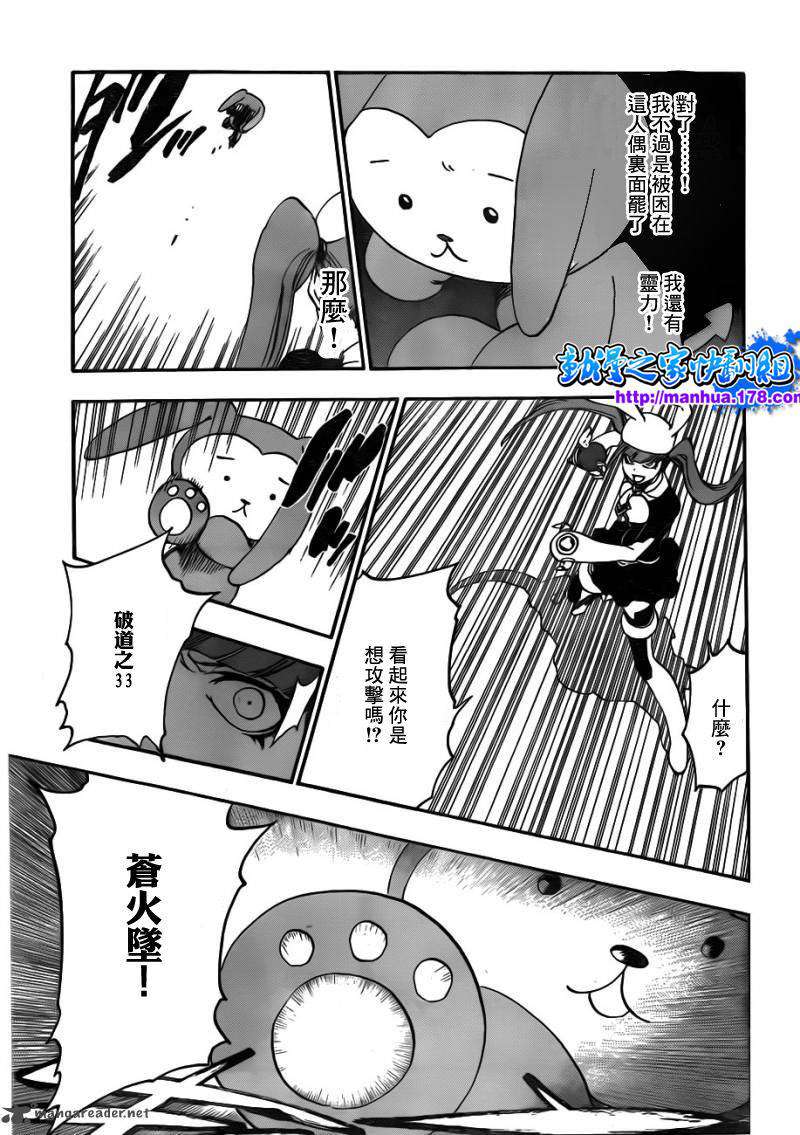 對了……！
我不過是被困在
這人偶裏面罷了
我還有
靈力！
那麼！
動漫之家快翻組
http://manhua.178.com
什麼？
看起來你是
想攻擊嗎!?
破道之33
蒼火墜！
mangareader.net